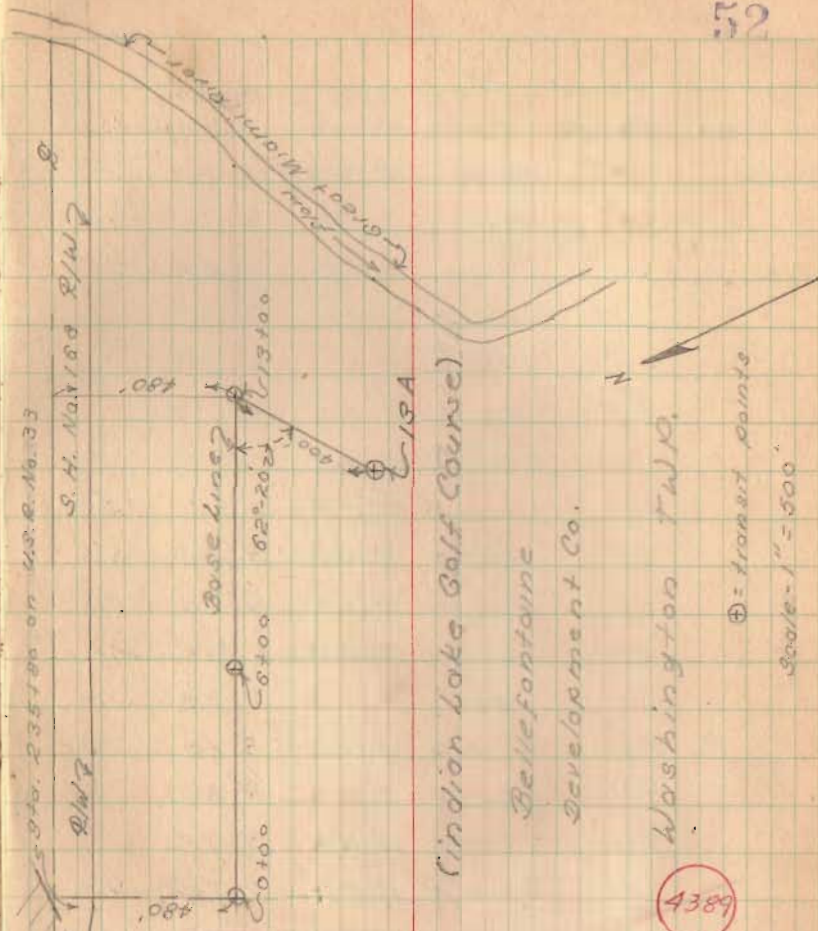 52
Sta. 235+80 on U.S.R. No. 33
S.H. No. 1 R/W
R/W
480'
480'
Great Miami River
Flow
Base Line
0+00
6+00
13+00
62°-20'
400'
13A
N
(Indian Lake Golf Course)
Bellefontaine
Development Co.
Washington TWP.
⊕ = transit points
Scale - 1" = 500'
4389